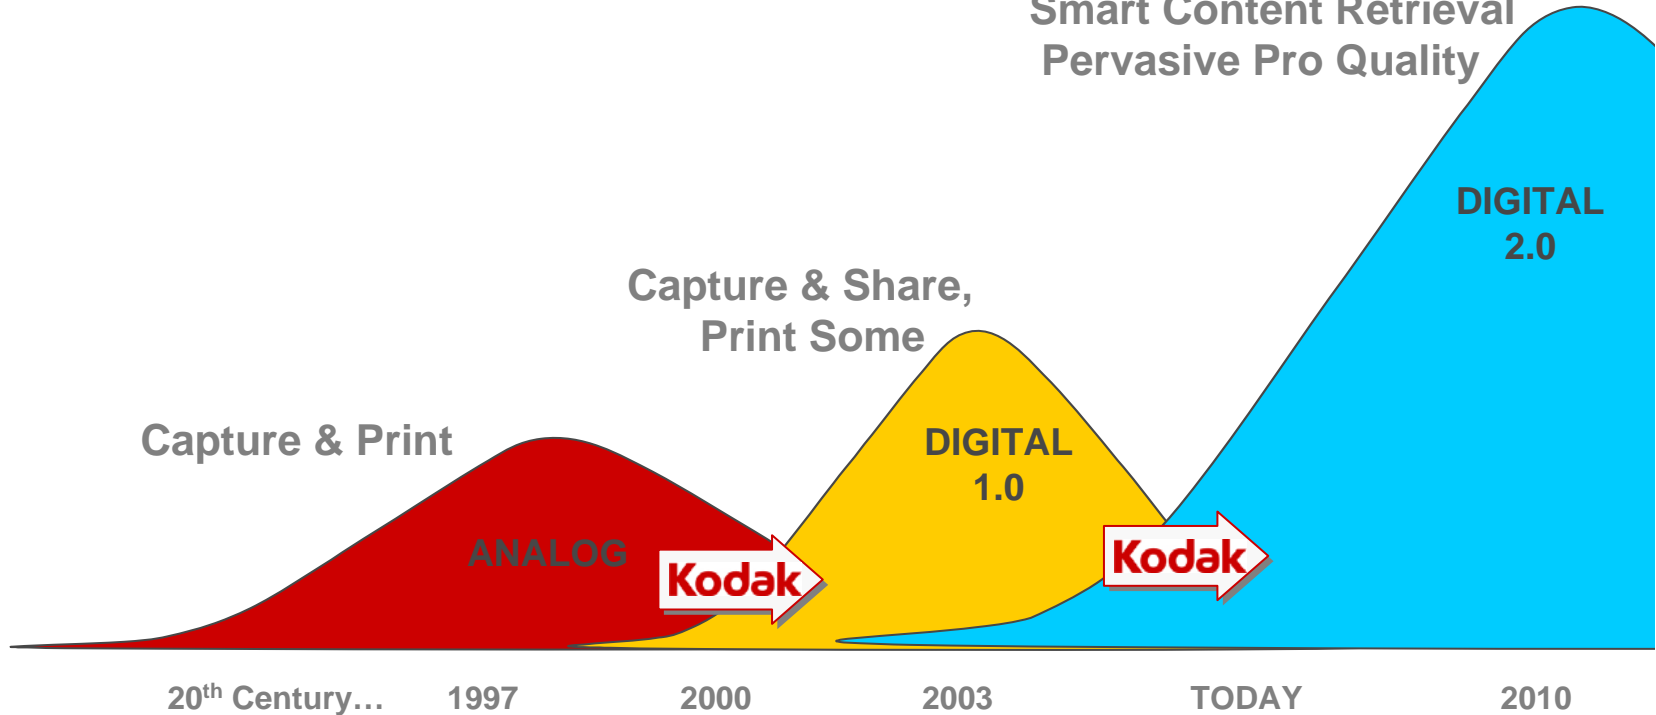 Smart Content Retrieval
Pervasive Pro Quality
DIGITAL
2.0
Capture & Share,
Print Some
Capture & Print
DIGITAL
1.0
ANALOG
Kodak
Kodak
20th Century… 1997 2000 2003 TODAY 2010